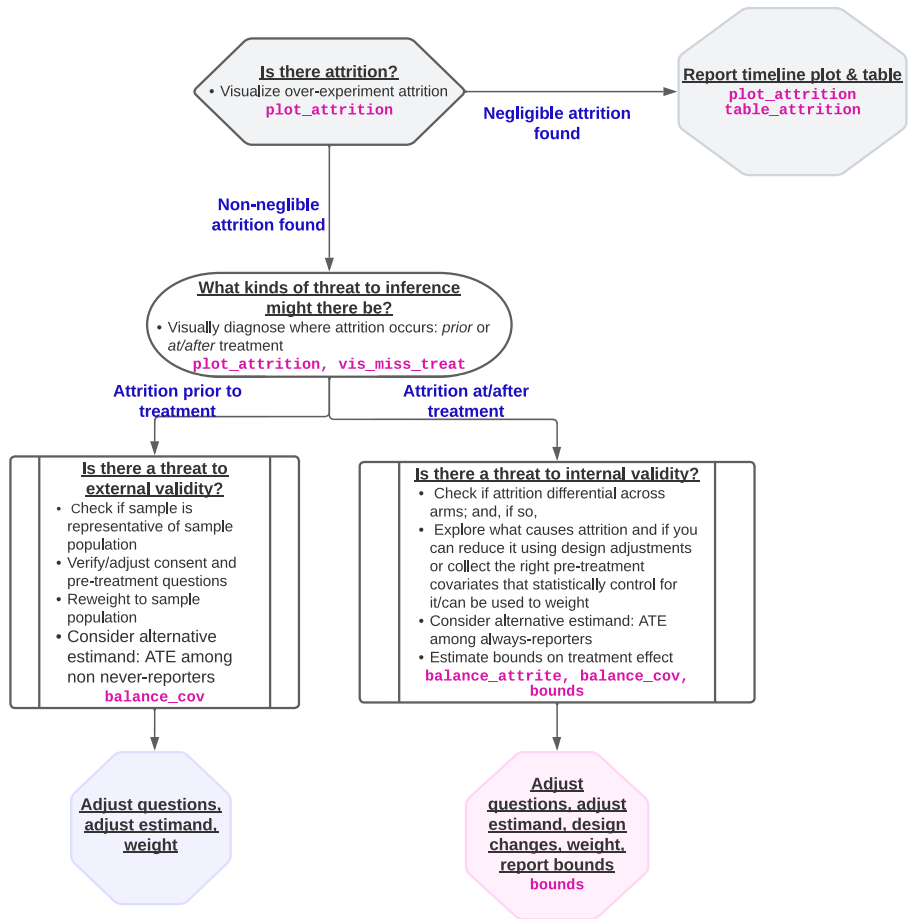 Is there attrition?
• Visualize over-experiment attrition
plot_attrition
Report timeline plot & table
plot_attrition
table_attrition
Negligible attrition
found
Non-neglible
attrition found
What kinds of threat to inference
might there be?
• Visually diagnose where attrition occurs: prior or
at/after treatment
plot_attrition, vis_miss_treat
Attrition prior to
treatment
Attrition at/after
treatment
Is there a threat to
external validity?
• Check if sample is
representative of sample
population
• Verify/adjust consent and
pre-treatment questions
• Reweight to sample
population
• Consider alternative
estimand: ATE among
non never-reporters
balance_cov
Is there a threat to internal validity?
• Check if attrition differential across
arms; and, if so,
• Explore what causes attrition and if you
can reduce it using design adjustments
or collect the right pre-treatment
covariates that statistically control for
it/can be used to weight
• Consider alternative estimand: ATE
among always-reporters
• Estimate bounds on treatment effect
balance_attrite, balance_cov,
bounds
Adjust questions,
adjust estimand,
weight
Adjust
questions, adjust
estimand, design
changes, weight,
report bounds
bounds